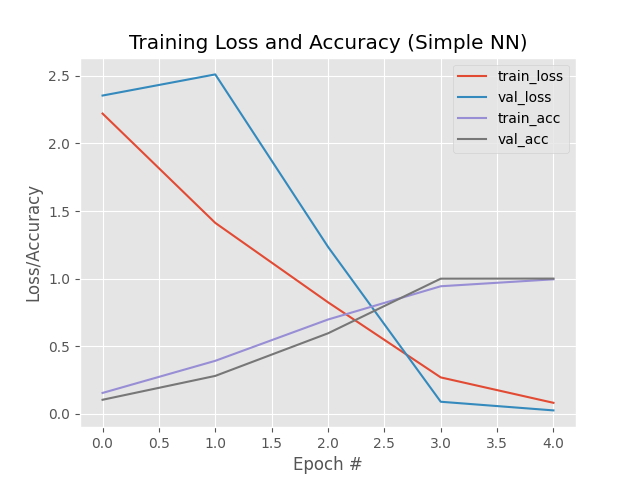 Training Loss and Accuracy (Simple NN)
train_loss
val_loss
train_acc
val_acc
Loss/Accuracy
2.5
2.0
1.5
1.0
0.5
0.0
0.0 0.5 1.0 1.5 2.0 2.5 3.0 3.5 4.0
Epoch #